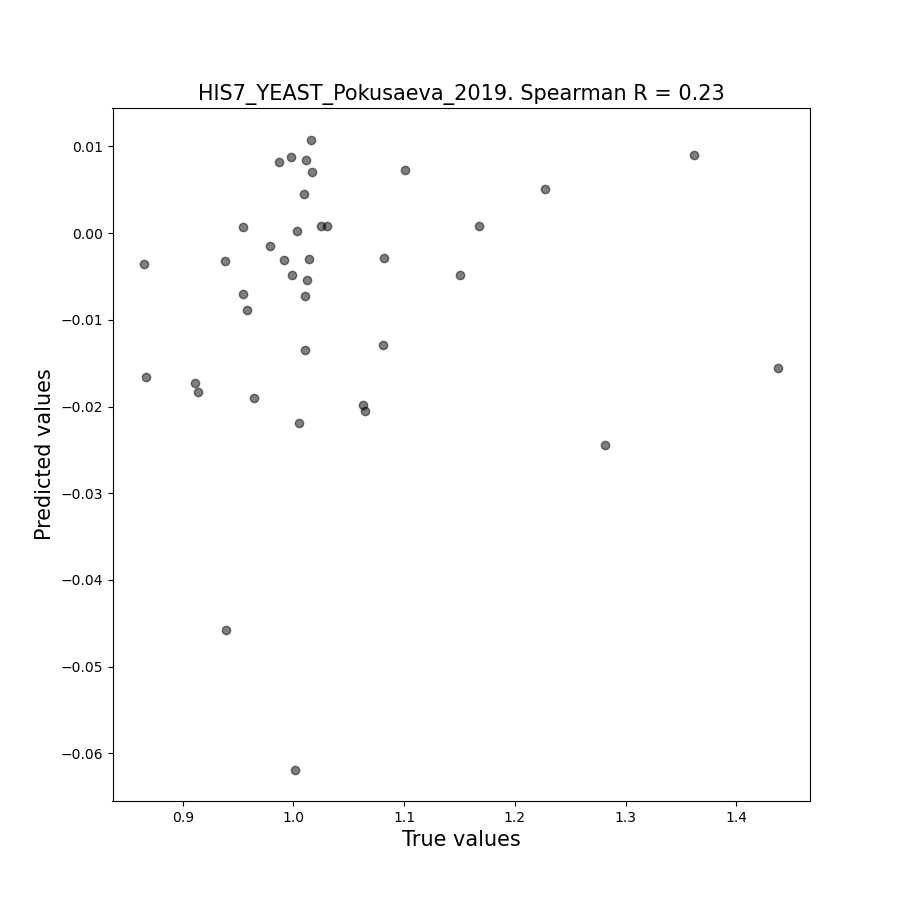 HIS7_YEAST_Pokusaeva_2019. Spearman R = 0.23
0.01
0.00
−0.01
−0.02
−0.03
−0.04
−0.05
−0.06
Predicted values
0.9 1.0 1.1 1.2 1.3 1.4
True values